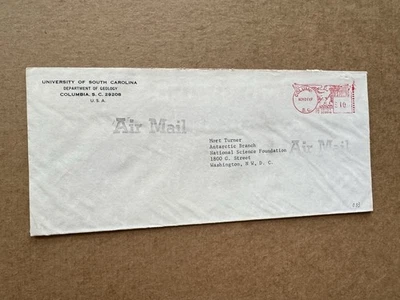 UNIVERSITY OF SOUTH CAROLINA
DEPARTMENT OF GEOLOGY
COLUMBIA, S. C. 29208
U.S.A.
Air Mail
Mort Turner
Antarctic Branch
National Science Foundation
1800 G. Street
Washington, N W, D. C.
Air Mail